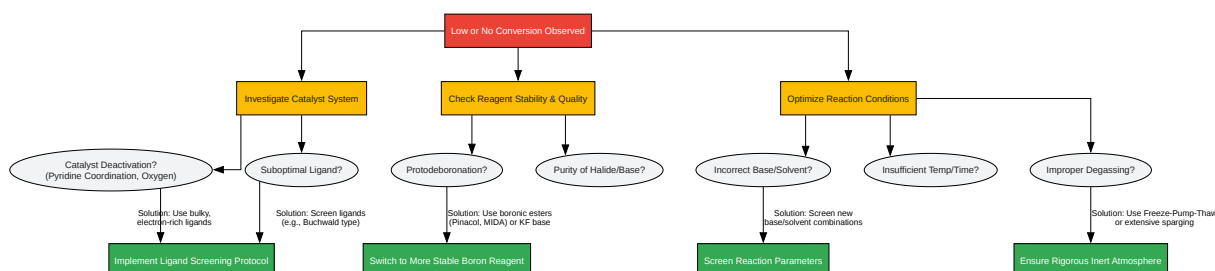 Low or No Conversion Observed
Investigate Catalyst System
Check Reagent Stability & Quality
Optimize Reaction Conditions
Catalyst Deactivation?
(Pyridine Coordination, Oxygen)
Suboptimal Ligand?
Protodeboronation?
Purity of Halide/Base?
Incorrect Base/Solvent?
Insufficient Temp/Time?
Improper Degassing?
Solution: Use bulky,
electron-rich ligands
Solution: Screen ligands
(e.g., Buchwald type)
Solution: Use boronic esters
(Pinacol, MIDA) or KF base
Solution: Screen new
base/solvent combinations
Solution: Use Freeze-Pump-Thaw
or extensive sparging
Implement Ligand Screening Protocol
Switch to More Stable Boron Reagent
Screen Reaction Parameters
Ensure Rigorous Inert Atmosphere